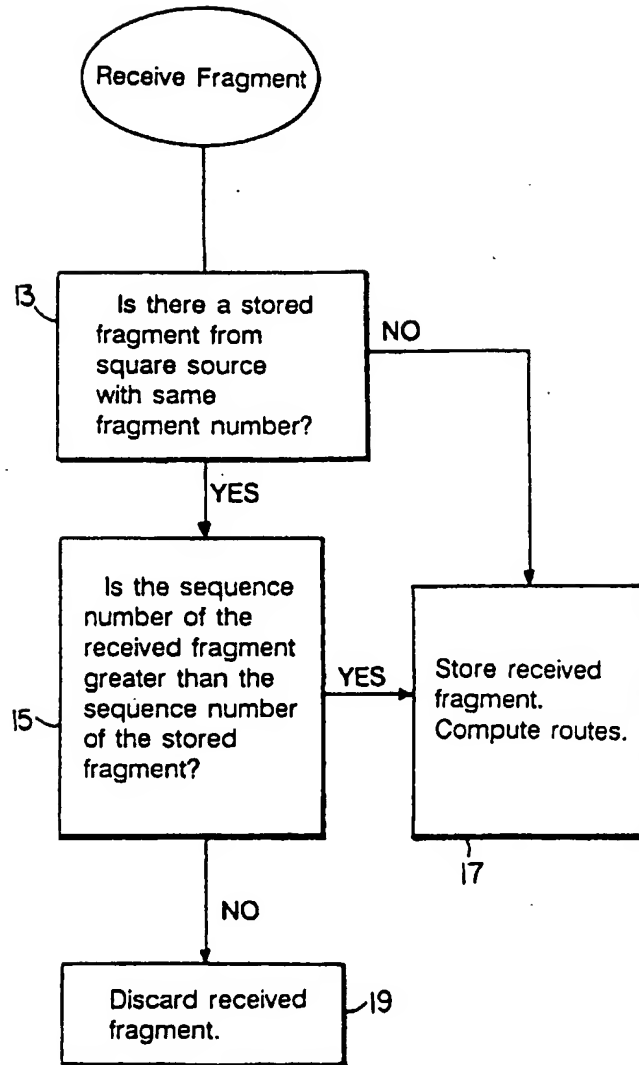 Receive Fragment
13
Is there a stored
fragment from
square source
with same
fragment number?
NO
YES
Is the sequence
number of the
received fragment
greater than the
sequence number
of the stored
fragment?
15
YES
Store received
fragment.
Compute routes.
17
NO
Discard received
fragment.
19